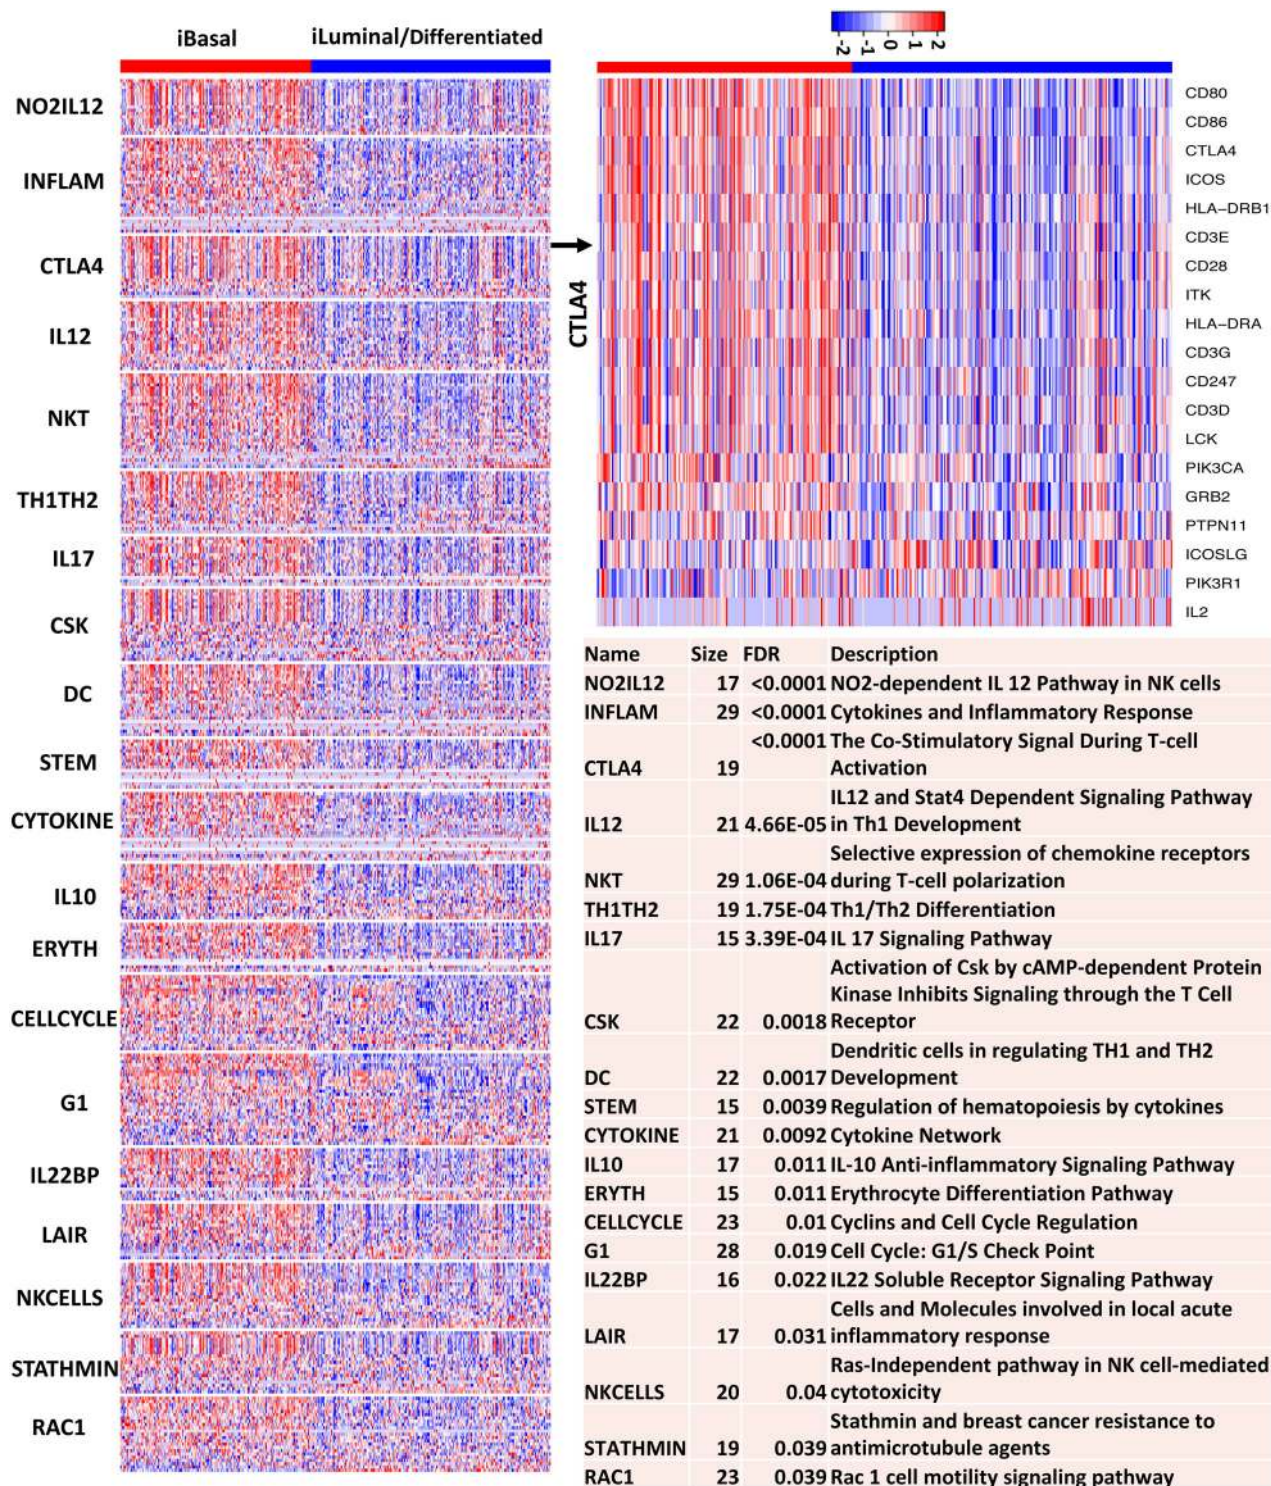 iBasal iLuminal/Differentiated
NO2IL12
INFLAM
CTLA4
IL12
NKT
TH1TH2
IL17
CSK
DC
STEM
CYTOKINE
IL10
ERYTH
CELLCYCLE
G1
IL22BP
LAIR
NKCELLS
STATHMIN
RAC1
-2 -1 0 1 2
CTLA4
CD80
CD86
CTLA4
ICOS
HLA-DRB1
CD3E
CD28
ITK
HLA-DRA
CD3G
CD247
CD3D
LCK
PIK3CA
GRB2
PTPN11
ICOSLG
PIK3R1
IL2
Name Size FDR Description
NO2IL12 17 <0.0001 NO2-dependent IL 12 Pathway in NK cells
INFLAM 29 <0.0001 Cytokines and Inflammatory Response
<0.0001 The Co-Stimulatory Signal During T-cell
CTLA4 19 Activation
IL12 and Stat4 Dependent Signaling Pathway
IL12 21 4.66E-05 in Th1 Development
Selective expression of chemokine receptors
NKT 29 1.06E-04 during T-cell polarization
TH1TH2 19 1.75E-04 Th1/Th2 Differentiation
IL17 15 3.39E-04 IL 17 Signaling Pathway
Activation of Csk by cAMP-dependent Protein
Kinase Inhibits Signaling through the T Cell
CSK 22 0.0018 Receptor
Dendritic cells in regulating TH1 and TH2
DC 22 0.0017 Development
STEM 15 0.0039 Regulation of hematopoiesis by cytokines
CYTOKINE 21 0.0092 Cytokine Network
IL10 17 0.011 IL-10 Anti-inflammatory Signaling Pathway
ERYTH 15 0.011 Erythrocyte Differentiation Pathway
CELLCYCLE 23 0.01 Cyclins and Cell Cycle Regulation
G1 28 0.019 Cell Cycle: G1/S Check Point
IL22BP 16 0.022 IL22 Soluble Receptor Signaling Pathway
Cells and Molecules involved in local acute
LAIR 17 0.031 inflammatory response
Ras-Independent pathway in NK cell-mediated
NKCELLS 20 0.04 cytotoxicity
Stathmin and breast cancer resistance to
STATHMIN 19 0.039 antimicrotubule agents
RAC1 23 0.039 Rac 1 cell motility signaling pathway